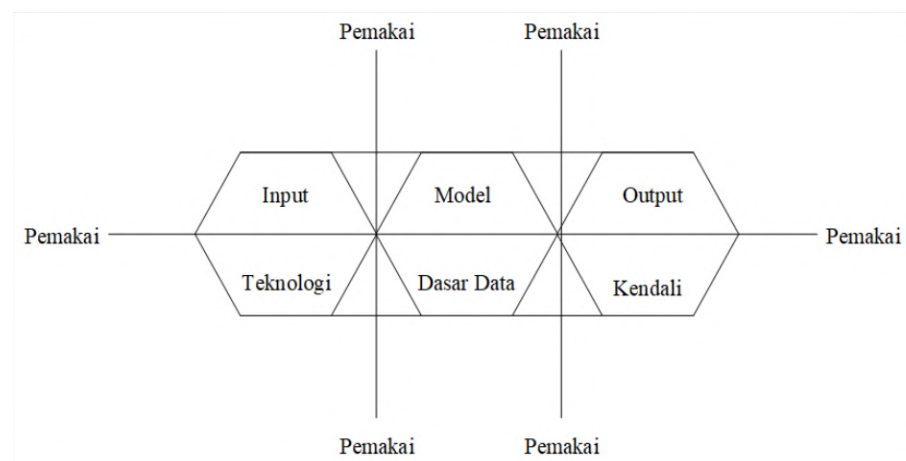 Pemakai
Pemakai
Input
Model
Output
Pemakai
Pemakai
Teknologi
Dasar Data
Kendali
Pemakai
Pemakai